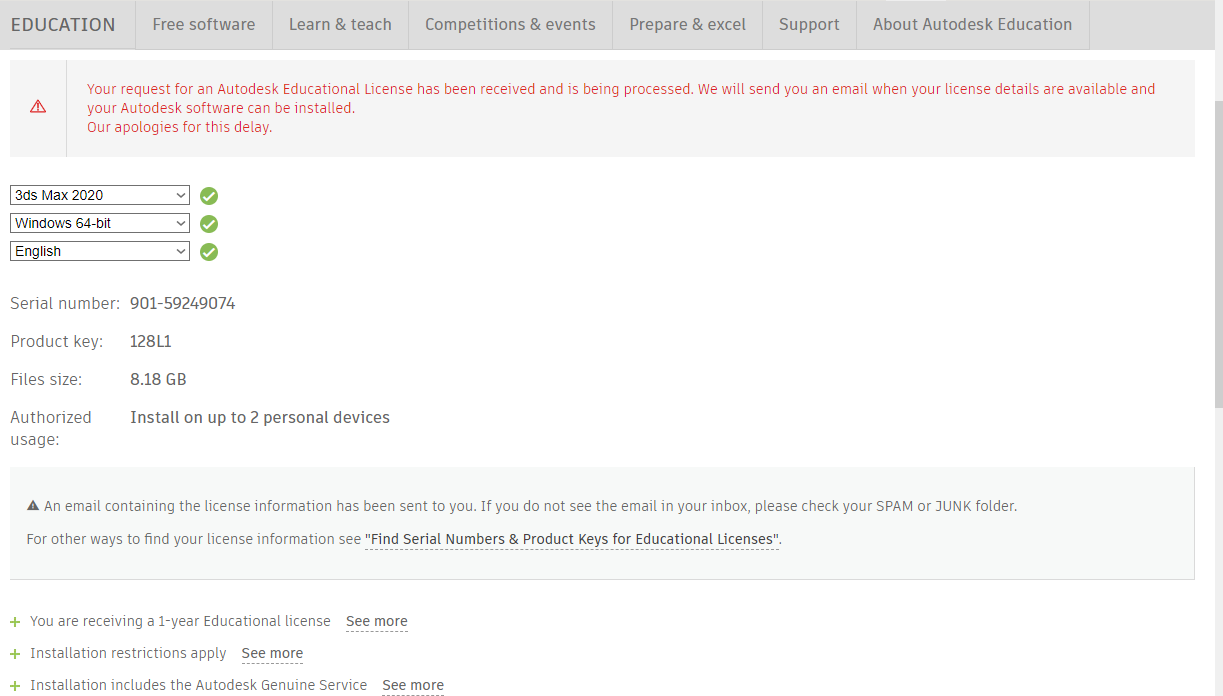 EDUCATION Free software Learn & teach Competitions & events Prepare & excel Support About Autodesk Education
Your request for an Autodesk Educational License has been received and is being processed. We will send you an email when your license details are available and
your Autodesk software can be installed.
Our apologies for this delay.
3ds Max 2020
Windows 64-bit
English
Serial number: 901-59249074
Product key: 128L1
Files size: 8.18 GB
Authorized Install on up to 2 personal devices
usage:
An email containing the license information has been sent to you. If you do not see the email in your inbox, please check your SPAM or JUNK folder.
For other ways to find your license information see "Find Serial Numbers & Product Keys for Educational Licenses".
+ You are receiving a 1-year Educational license See more
+ Installation restrictions apply See more
+ Installation includes the Autodesk Genuine Service See more